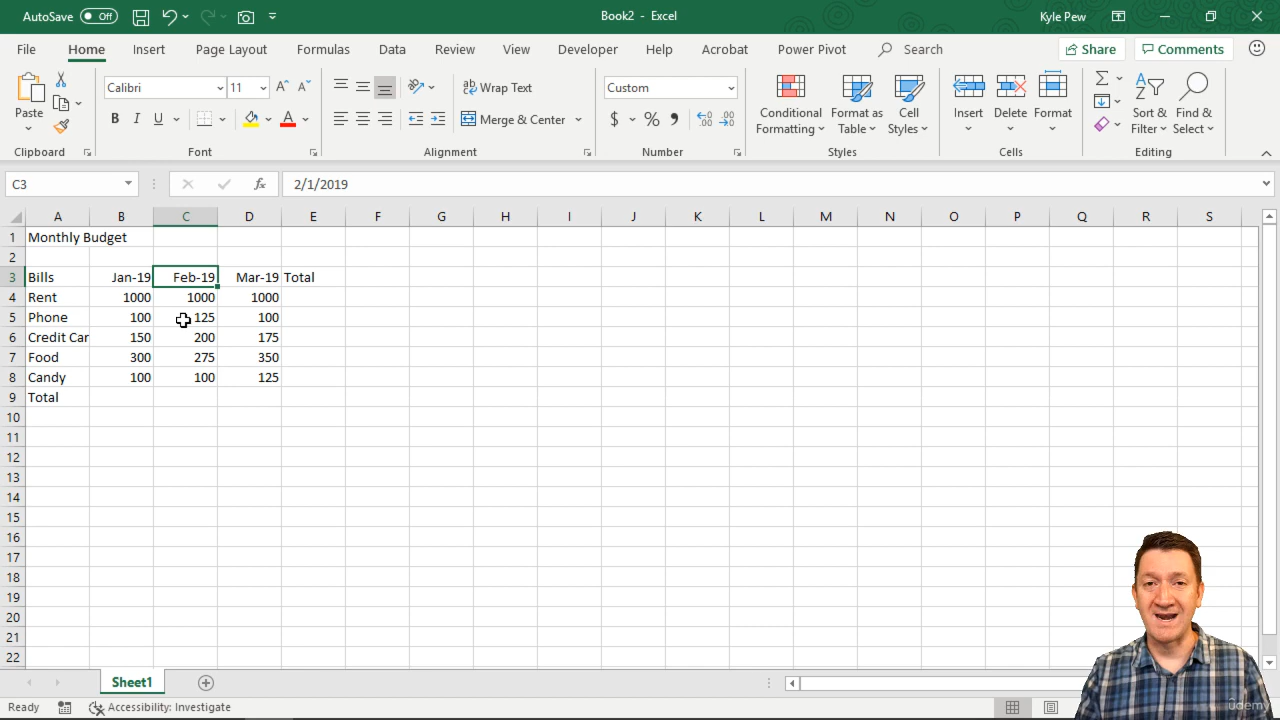 AutoSave Off Book2 - Excel Kyle Pew
File Home Insert Draw Page Layout Formulas Data Review View Developer Help Acrobat Power Pivot Search Share Comments
Calibri 11 A A Wrap Text Custom
Paste B I U A Merge & Center $ % Conditional Formatting Format as Table Cell Styles Insert Delete Format Sort & Filter Find & Select
Clipboard Font Alignment Number Styles Cells Editing
C3 fx 2/1/2019
A B C D E F G H I J K L M N O P Q R S
1 Monthly Budget
2
3 Bills Jan-19 Feb-19 Mar-19 Total
4 Rent 1000 1000 1000
5 Phone 100 125 100
6 Credit Car 150 200 175
7 Food 300 275 350
8 Candy 100 100 125
9 Total
10
11
12
13
14
15
16
17
18
19
20
21
22
Sheet1
Ready Accessibility: Investigate
udemy